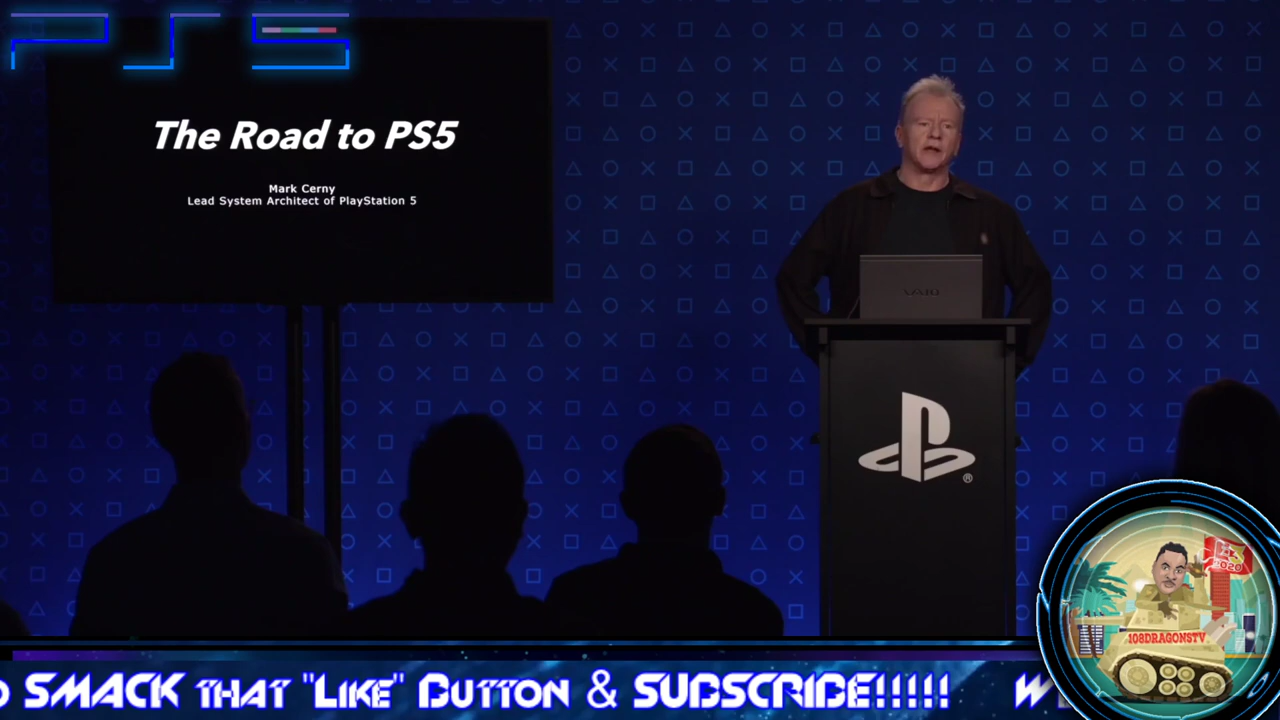 PS5
The Road to PS5
Mark Cerny
Lead System Architect of PlayStation 5
VAIO
®
2020
108DRAGONSTV
SMACK THAT "LIKE" BUTTON & SUBSCRIBE!!!!!